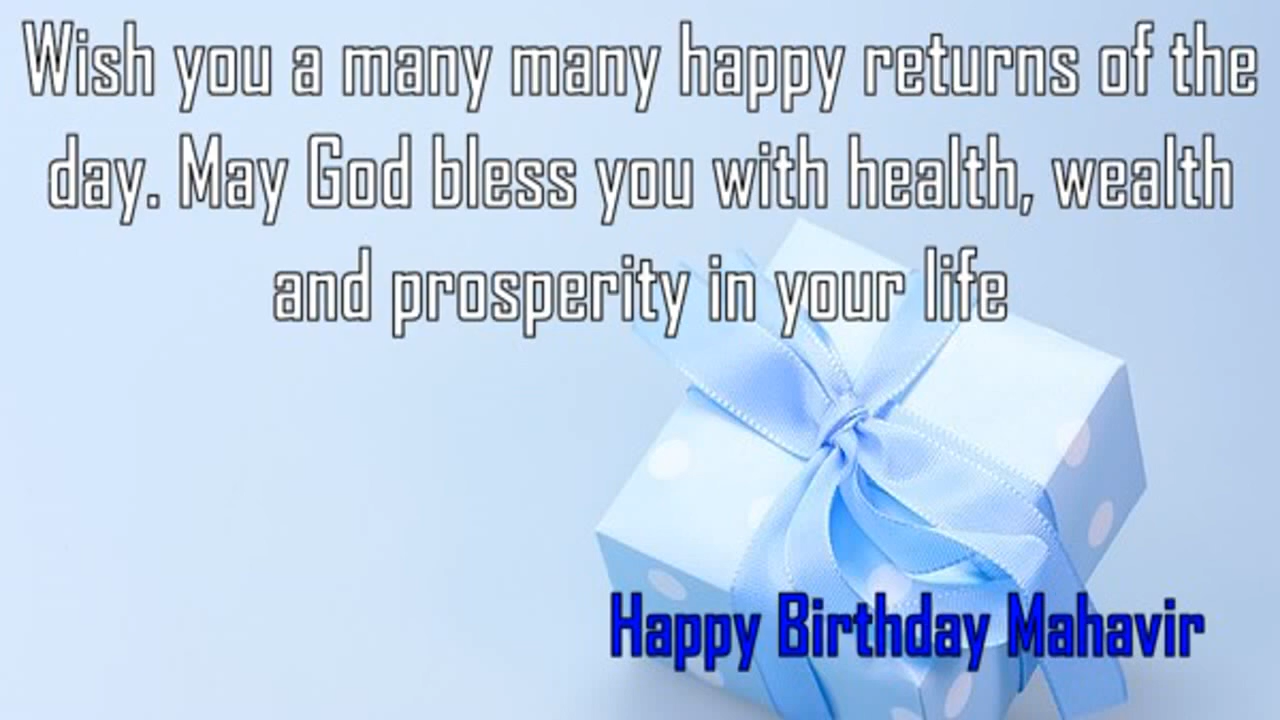 Wish you a many many happy returns of the
day. May God bless you with health, wealth
and prosperity in your life
Happy Birthday Mahavir